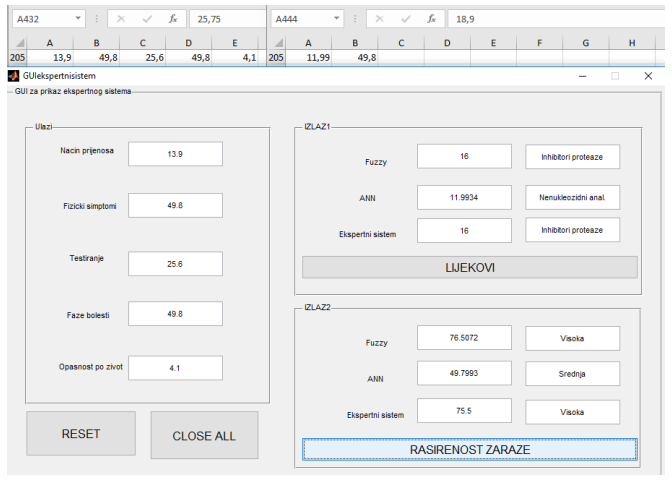 A432 fx 25,75 A444 fx 18,9
A B C D E A B C D E F G H
205 13,9 49,8 25,6 49,8 4,1 205 11,99 49,8
GUIekspertnisistem
GUI za prikaz ekspertnog sistema
Ulazi
Nacin prijenosa 13.9
Fizicki simptomi 49.8
Testiranje 25.6
Faze bolesti 49.8
Opasnost po zivot 4.1
RESET CLOSE ALL
IZLAZ1
Fuzzy 16 Inhibitori proteaze
ANN 11.9934 Nenukleozidni anal.
Ekspertni sistem 16 Inhibitori proteaze
LIJEKOVI
IZLAZ2
Fuzzy 76.5072 Visoka
ANN 49.7993 Srednja
Ekspertni sistem 75.5 Visoka
RASIRENOST ZARAZE